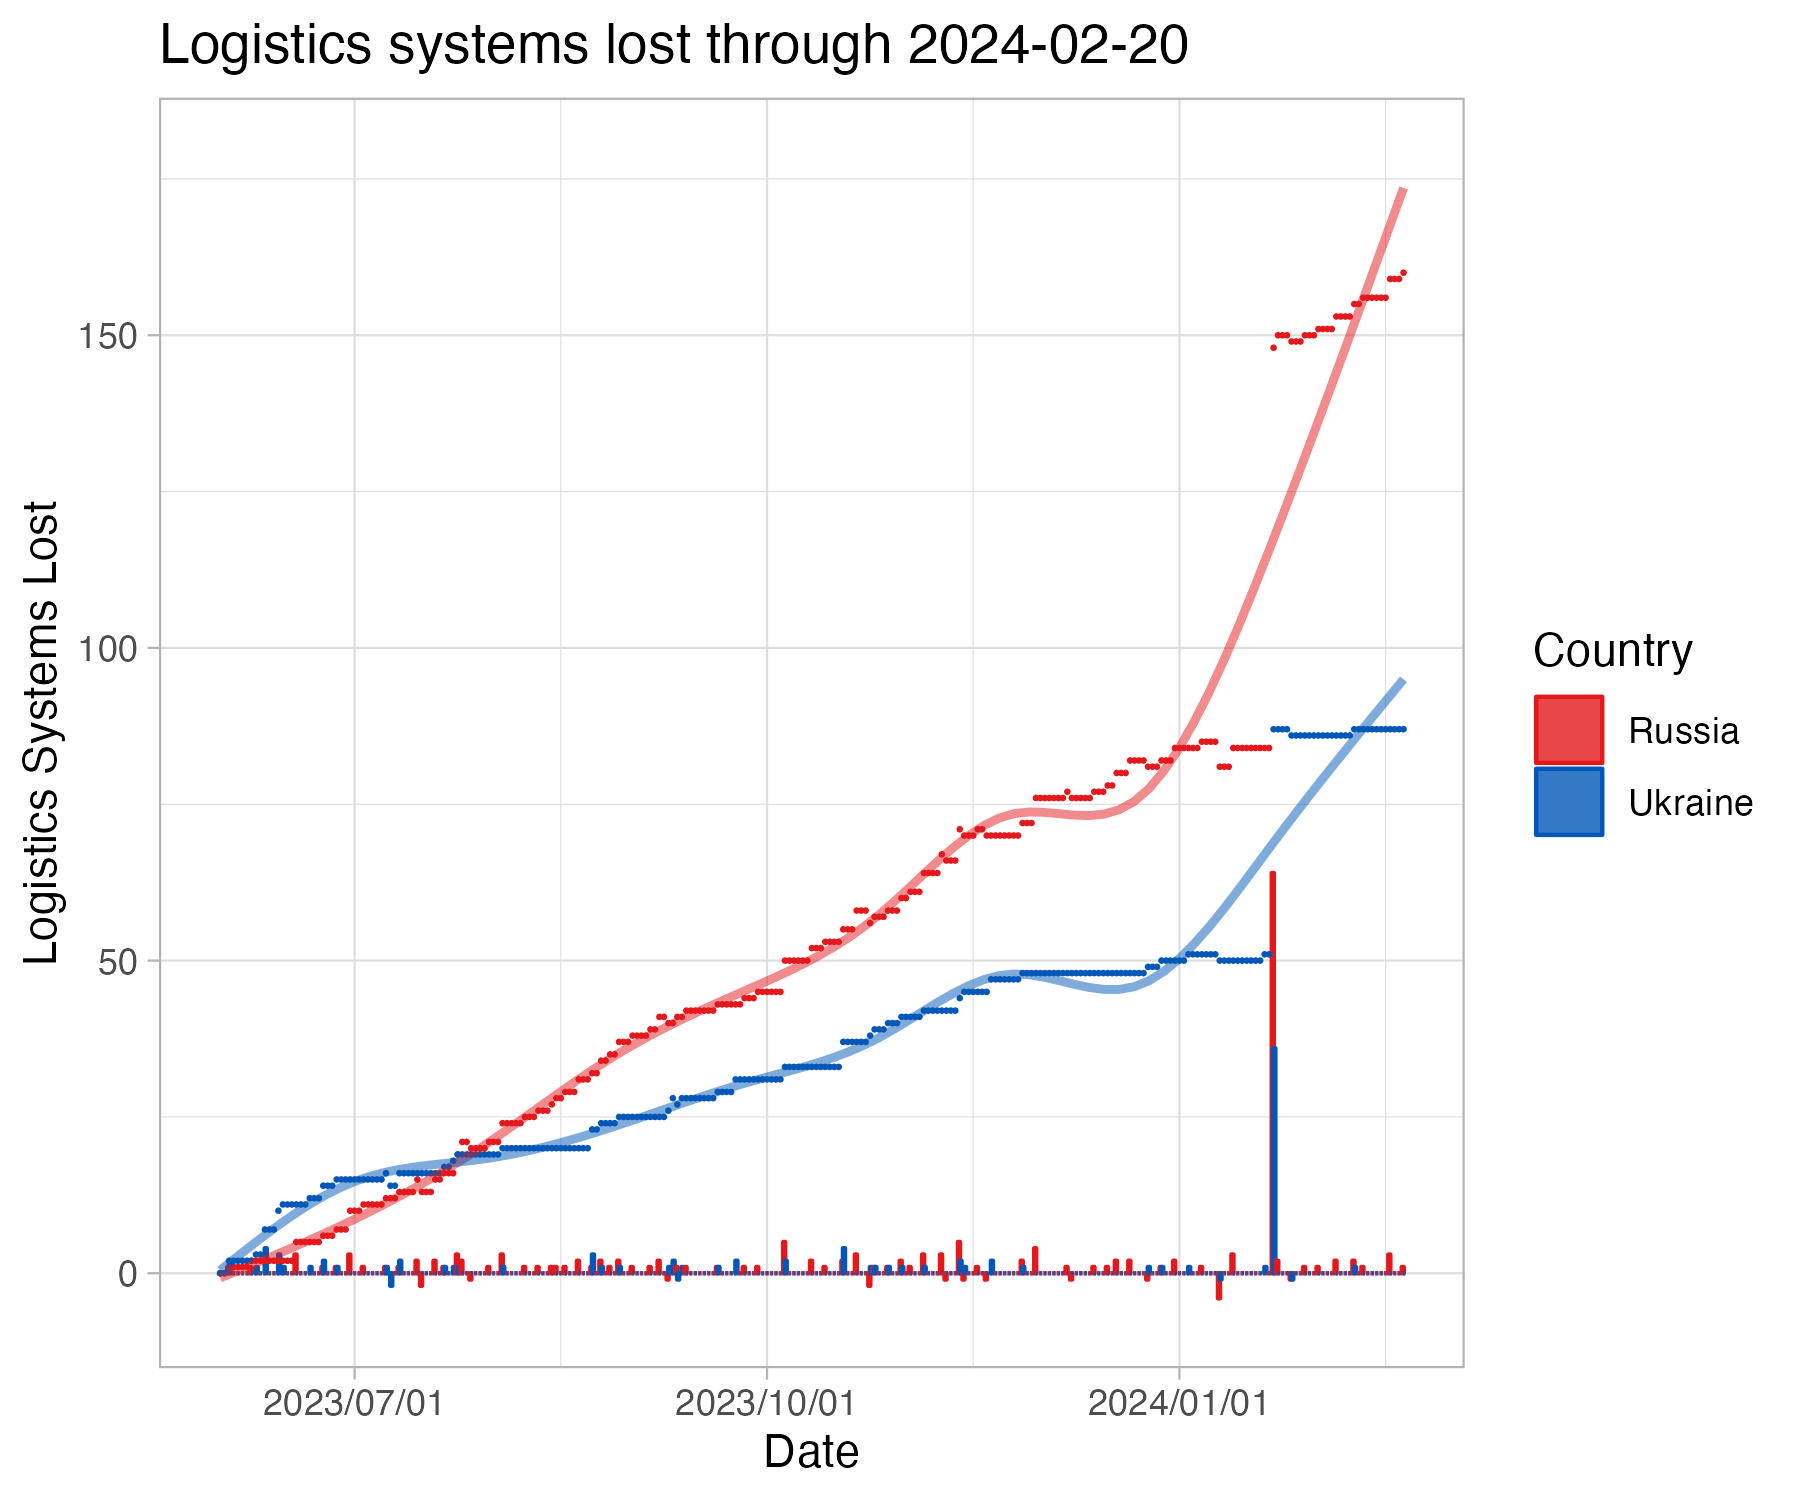 Logistics systems lost through 2024-02-20
Logistics Systems Lost
150
100
50
0
2023/07/01
2023/10/01
2024/01/01
Date
Country
Russia
Ukraine